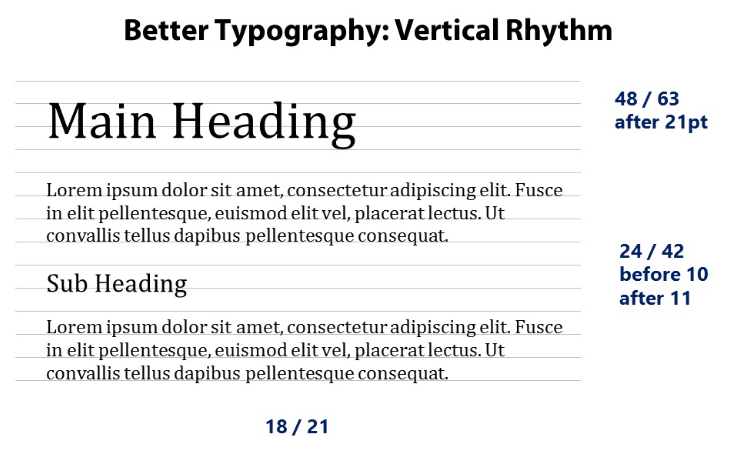 Better Typography: Vertical Rhythm
Main Heading
48 / 63
after 21pt
Lorem ipsum dolor sit amet, consectetur adipiscing elit. Fusce
in elit pellentesque, euismod elit vel, placerat lectus. Ut
convallis tellus dapibus pellentesque consequat.
Sub Heading
24 / 42
before 10
after 11
Lorem ipsum dolor sit amet, consectetur adipiscing elit. Fusce
in elit pellentesque, euismod elit vel, placerat lectus. Ut
convallis tellus dapibus pellentesque consequat.
18 / 21